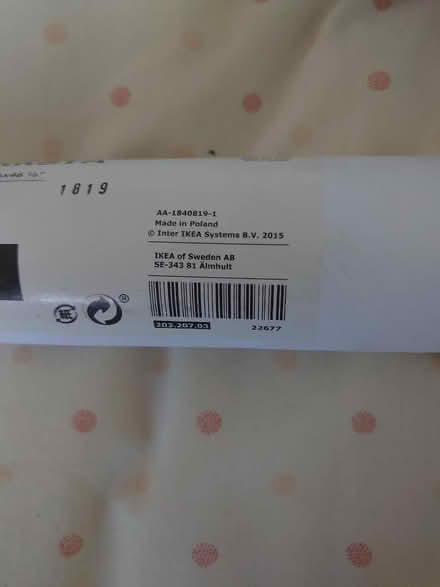 1819
AA-1840819-1
Made in Poland
© Inter IKEA Systems B.V. 2015
IKEA of Sweden AB
SE-343 81 Älmhult
®
202.207.03
22677